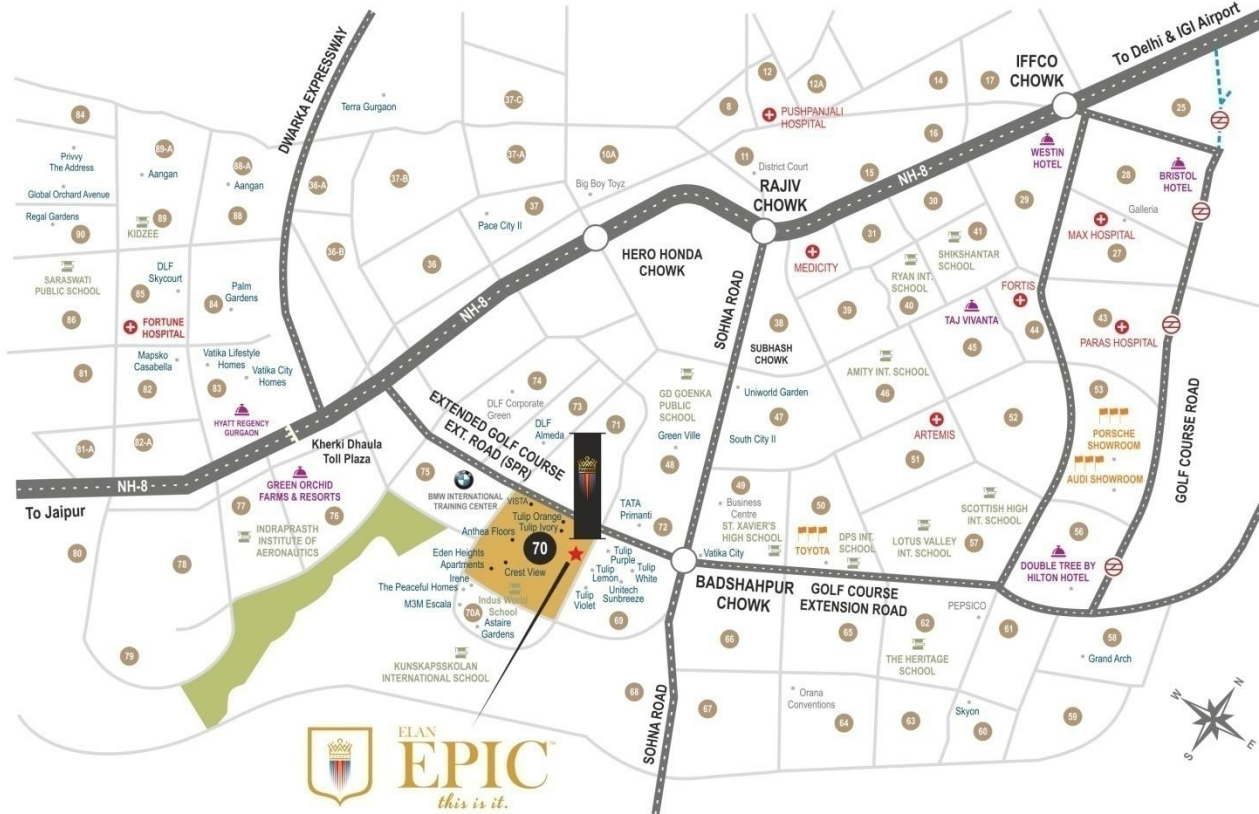 To Delhi & IGI Airport
IFFCO
CHOWK
DWARKA EXPRESSWAY
12
12A
14
17
25
8
37-C
Terra Gurgaon
84
PUSHPANJALI
HOSPITAL
16
Privvy
The Address
89-A
Aangan
88-A
Aangan
37-A
10A
11
District Court
15
WESTIN
HOTEL
28
BRISTOL
HOTEL
Global Orchard Avenue
36-A
37-B
Big Boy Toyz
RAJIV
CHOWK
NH-8
30
29
Galleria
Regal Gardens
90
89
KIDZEE
88
37
Pace City II
31
41
SHIKSHANTAR
SCHOOL
MAX HOSPITAL
27
36-B
36
HERO HONDA
CHOWK
MEDICITY
RYAN INT.
SCHOOL
40
SARASWATI
PUBLIC SCHOOL
DLF
Skycourt
85
84
Palm
Gardens
NH-8
SOHNA ROAD
39
FORTIS
TAJ VIVANTA
44
43
PARAS HOSPITAL
86
FORTUNE
HOSPITAL
38
SUBHASH
CHOWK
45
81
Mapsko
Casabella
82
Vatika Lifestyle
Homes
83
Vatika City
Homes
74
DLF Corporate
Green
73
DLF
Almeda
71
GD GOENKA
PUBLIC
SCHOOL
Uniworld Garden
AMITY INT. SCHOOL
46
53
GOLF COURSE ROAD
HYATT REGENCY
GURGAON
EXTENDED GOLF COURSE
EXT. ROAD (SPR)
47
52
PORSCHE
SHOWROOM
81-A
82-A
Kherki Dhaula
Toll Plaza
Green Ville
48
South City II
ARTEMIS
51
AUDI SHOWROOM
NH-8
To Jaipur
GREEN ORCHID
FARMS & RESORTS
75
BMW INTERNATIONAL
TRAINING CENTER
49
77
76
VISTA
Tulip Orange
Tulip Ivory
TATA
Primanti
72
Business
Centre
ST. XAVIER'S
HIGH SCHOOL
50
SCOTTISH HIGH
INT. SCHOOL
INDRAPRASTH
INSTITUTE OF
AERONAUTICS
Anthea Floors
70
TOYOTA
DPS INT.
SCHOOL
LOTUS VALLEY
INT. SCHOOL
57
56
80
78
Eden Heights
Apartments
Crest View
Tulip
Purple
Tulip
Lemon
Tulip
White
Vatika City
DOUBLE TREE BY
HILTON HOTEL
Irene
The Peaceful Homes
Indus World
School
Tulip
Violet
Unitech
Sunbreeze
BADSHAHPUR
CHOWK
GOLF COURSE
EXTENSION ROAD
M3M Escala
70A
Astaire
Gardens
69
PEPSICO
66
65
62
61
58
79
KUNSKAPSSKOLAN
INTERNATIONAL SCHOOL
THE HERITAGE
SCHOOL
Grand Arch
68
SOHNA ROAD
67
Orana
Conventions
64
63
Skyon
60
59
N
W
E
S
ELAN
EPIC™
this is it.